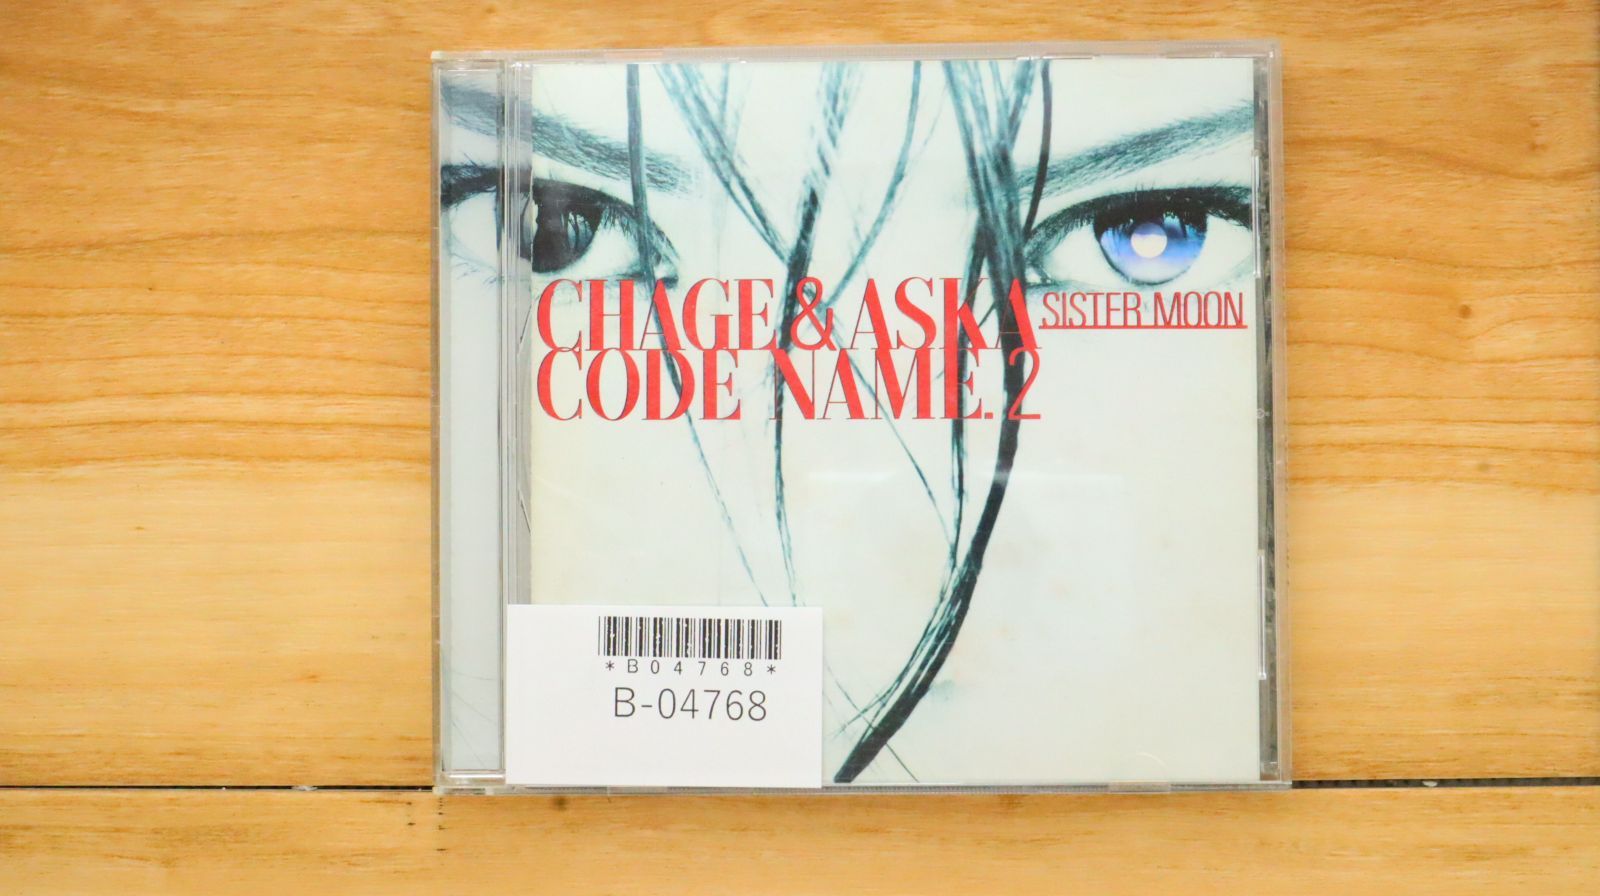 CHAGE & ASKA
CODE NAME. 2
SISTER MOON
*B04768*
B-04768